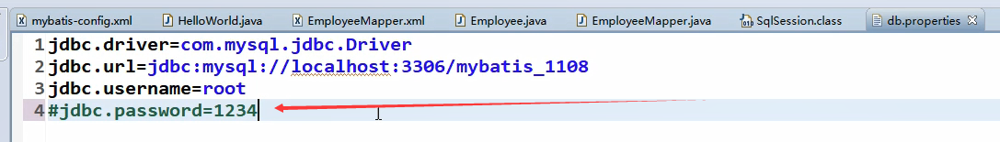 mybatis-config.xml HelloWorld.java EmployeeMapper.xml Employee.java EmployeeMapper.java SqlSession.class db.properties
1 jdbc.driver=com.mysql.jdbc.Driver
2 jdbc.url=jdbc:mysql://localhost:3306/mybatis_1108
3 jdbc.username=root
4 #jdbc.password=1234